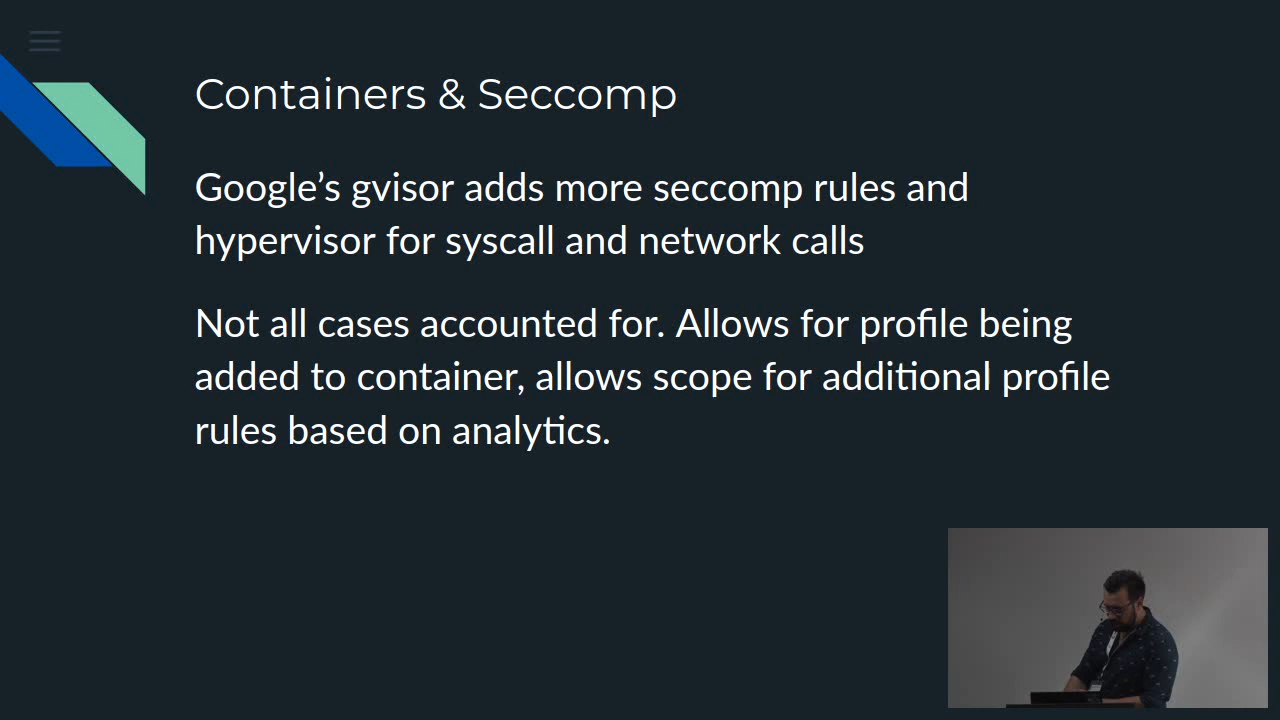 Containers & Seccomp
Google’s gvisor adds more seccomp rules and
hypervisor for syscall and network calls
Not all cases accounted for. Allows for profile being
added to container, allows scope for additional profile
rules based on analytics.